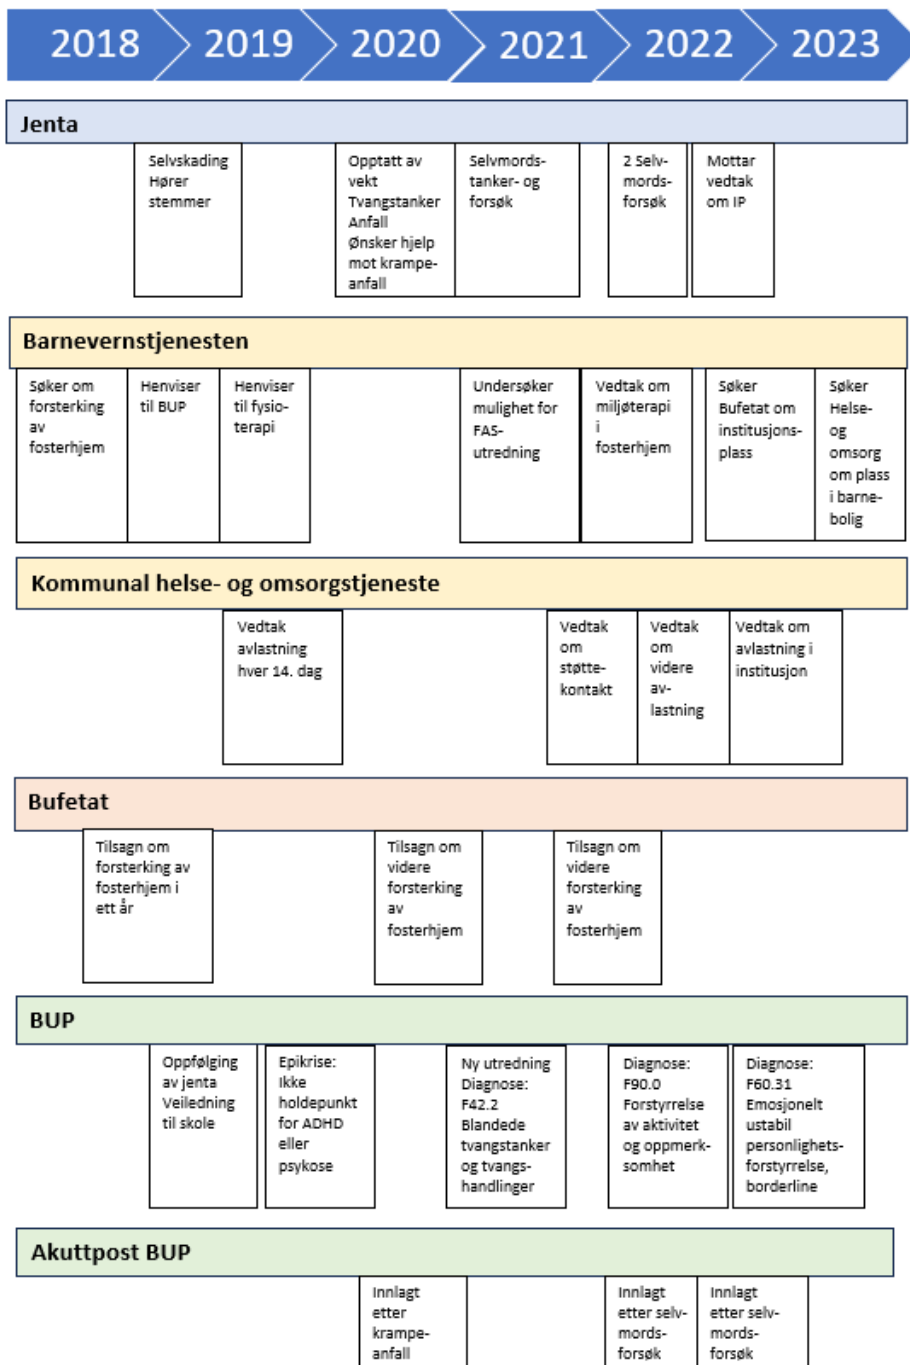 2018
2019
2020
2021
2022
2023
Jenta
Selvskading
Hører
stemmer
Opptatt av
vekt
Tvangstanker
Anfall
Ønsker hjelp
mot krampe-
anfall
Selvmords-
tanker- og
forsøk
2 Selv-
mords-
forsøk
Mottar
vedtak
om IP
Barnevernstjenesten
Søker om
forsterking
av
fosterhjem
Henviser
til BUP
Henviser
til fysio-
terapi
Undersøker
mulighet for
FAS-
utredning
Vedtak om
miljøterapi
i
fosterhjem
Søker
Bufetat om
institusjons-
plass
Søker
Helse-
og
omsorg
om plass
i barne-
bolig
Kommunal helse- og omsorgstjeneste
Vedtak
avlastning
hver 14. dag
Vedtak
om
støtte-
kontakt
Vedtak
om
videre
av-
lastning
Vedtak om
avlastning i
institusjon
Bufetat
Tilsagn om
forsterking av
fosterhjem i
ett år
Tilsagn om
videre
forsterking
av
fosterhjem
Tilsagn om
videre
forsterking
av
fosterhjem
BUP
Oppfølging
av jenta
Veiledning
til skole
Epikrise:
Ikke
holdepunkt
for ADHD
eller
psykose
Ny utredning
Diagnose:
F42.2
Blandede
tvangstanker
og tvangs-
handlinger
Diagnose:
F90.0
Forstyrrelse
av aktivitet
og oppmerk-
somhet
Diagnose:
F60.31
Emosjonelt
ustabil
personlighets-
forstyrrelse,
borderline
Akuttpost BUP
Innlagt
etter
krampe-
anfall
Innlagt
etter selv-
mords-
forsøk
Innlagt
etter selv-
mords-
forsøk